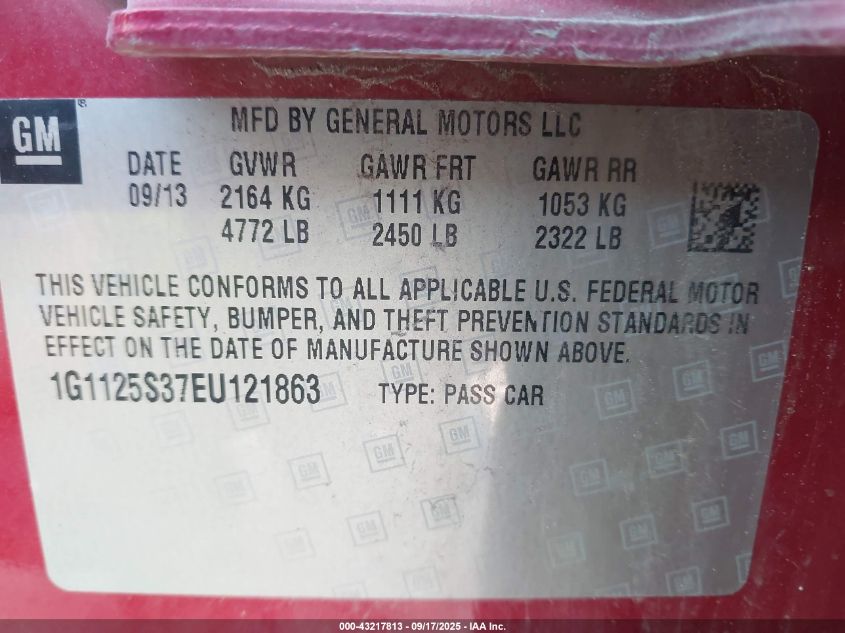 GM ®
MFD BY GENERAL MOTORS LLC
DATE GVWR GAWR FRT GAWR RR
09/13 2164 KG 1111 KG 1053 KG
4772 LB 2450 LB 2322 LB
THIS VEHICLE CONFORMS TO ALL APPLICABLE U.S. FEDERAL MOTOR
VEHICLE SAFETY, BUMPER, AND THEFT PREVENTION STANDARDS IN
EFFECT ON THE DATE OF MANUFACTURE SHOWN ABOVE.
1G1125S37EU121863 TYPE: PASS CAR
000-43217813 - 09/17/2025 - IAA Inc.